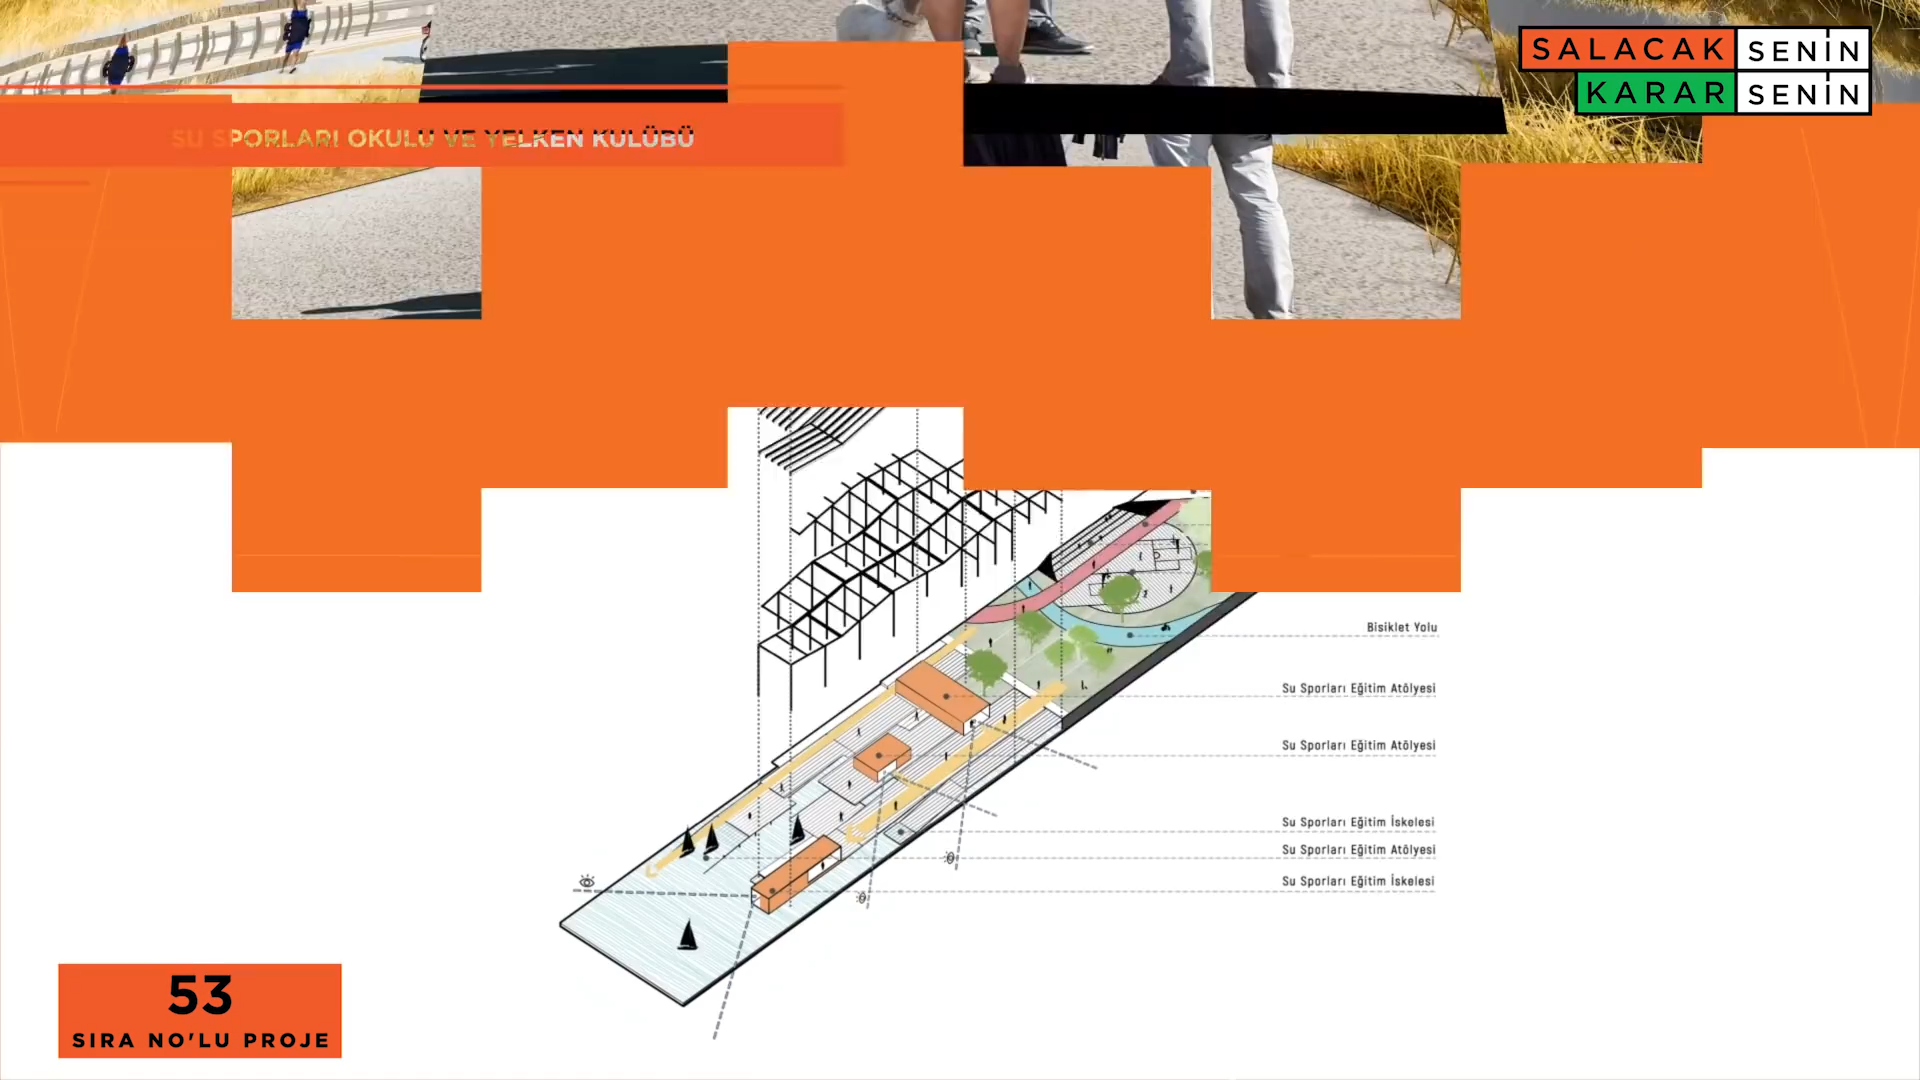 SALACAK SENİN
KARAR SENİN
SU SPORLARI OKULU VE YELKEN KULÜBÜ
Bisiklet Yolu
Su Sporları Eğitim Atölyesi
Su Sporları Eğitim Atölyesi
Su Sporları Eğitim İskelesi
Su Sporları Eğitim Atölyesi
Su Sporları Eğitim İskelesi
53
SIRA NO'LU PROJE